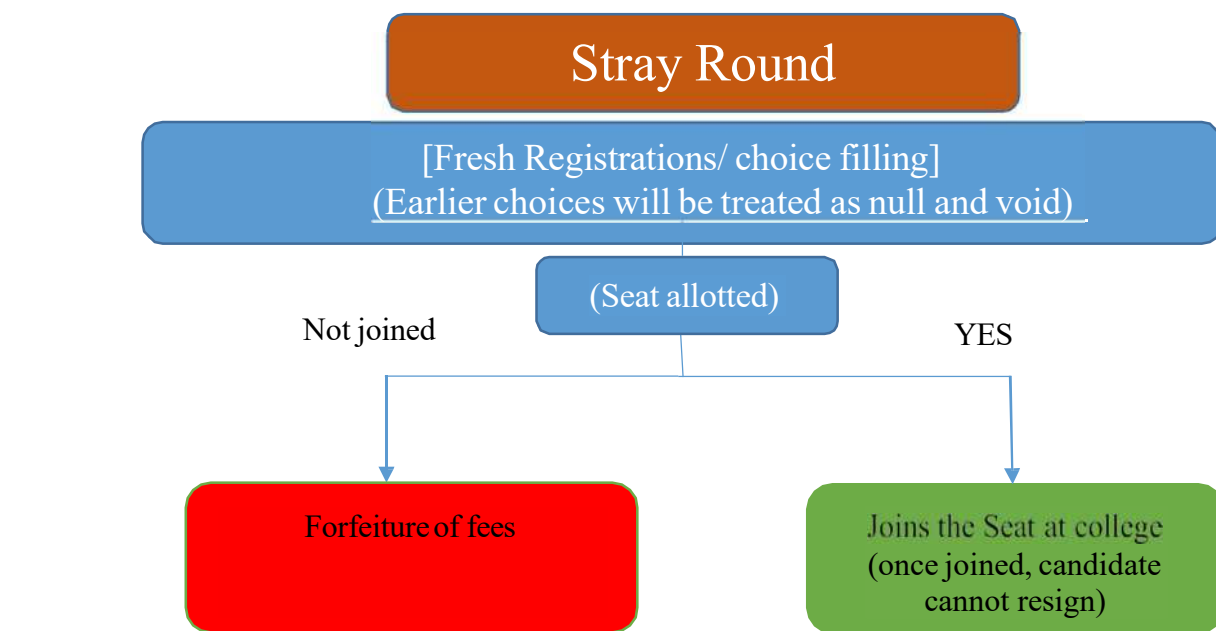 Stray Round
[Fresh Registrations/ choice filling]
(Earlier choices will be treated as null and void)
(Seat allotted)
Not joined
YES
Forfeiture of fees
Joins the Seat at college
(once joined, candidate
cannot resign)